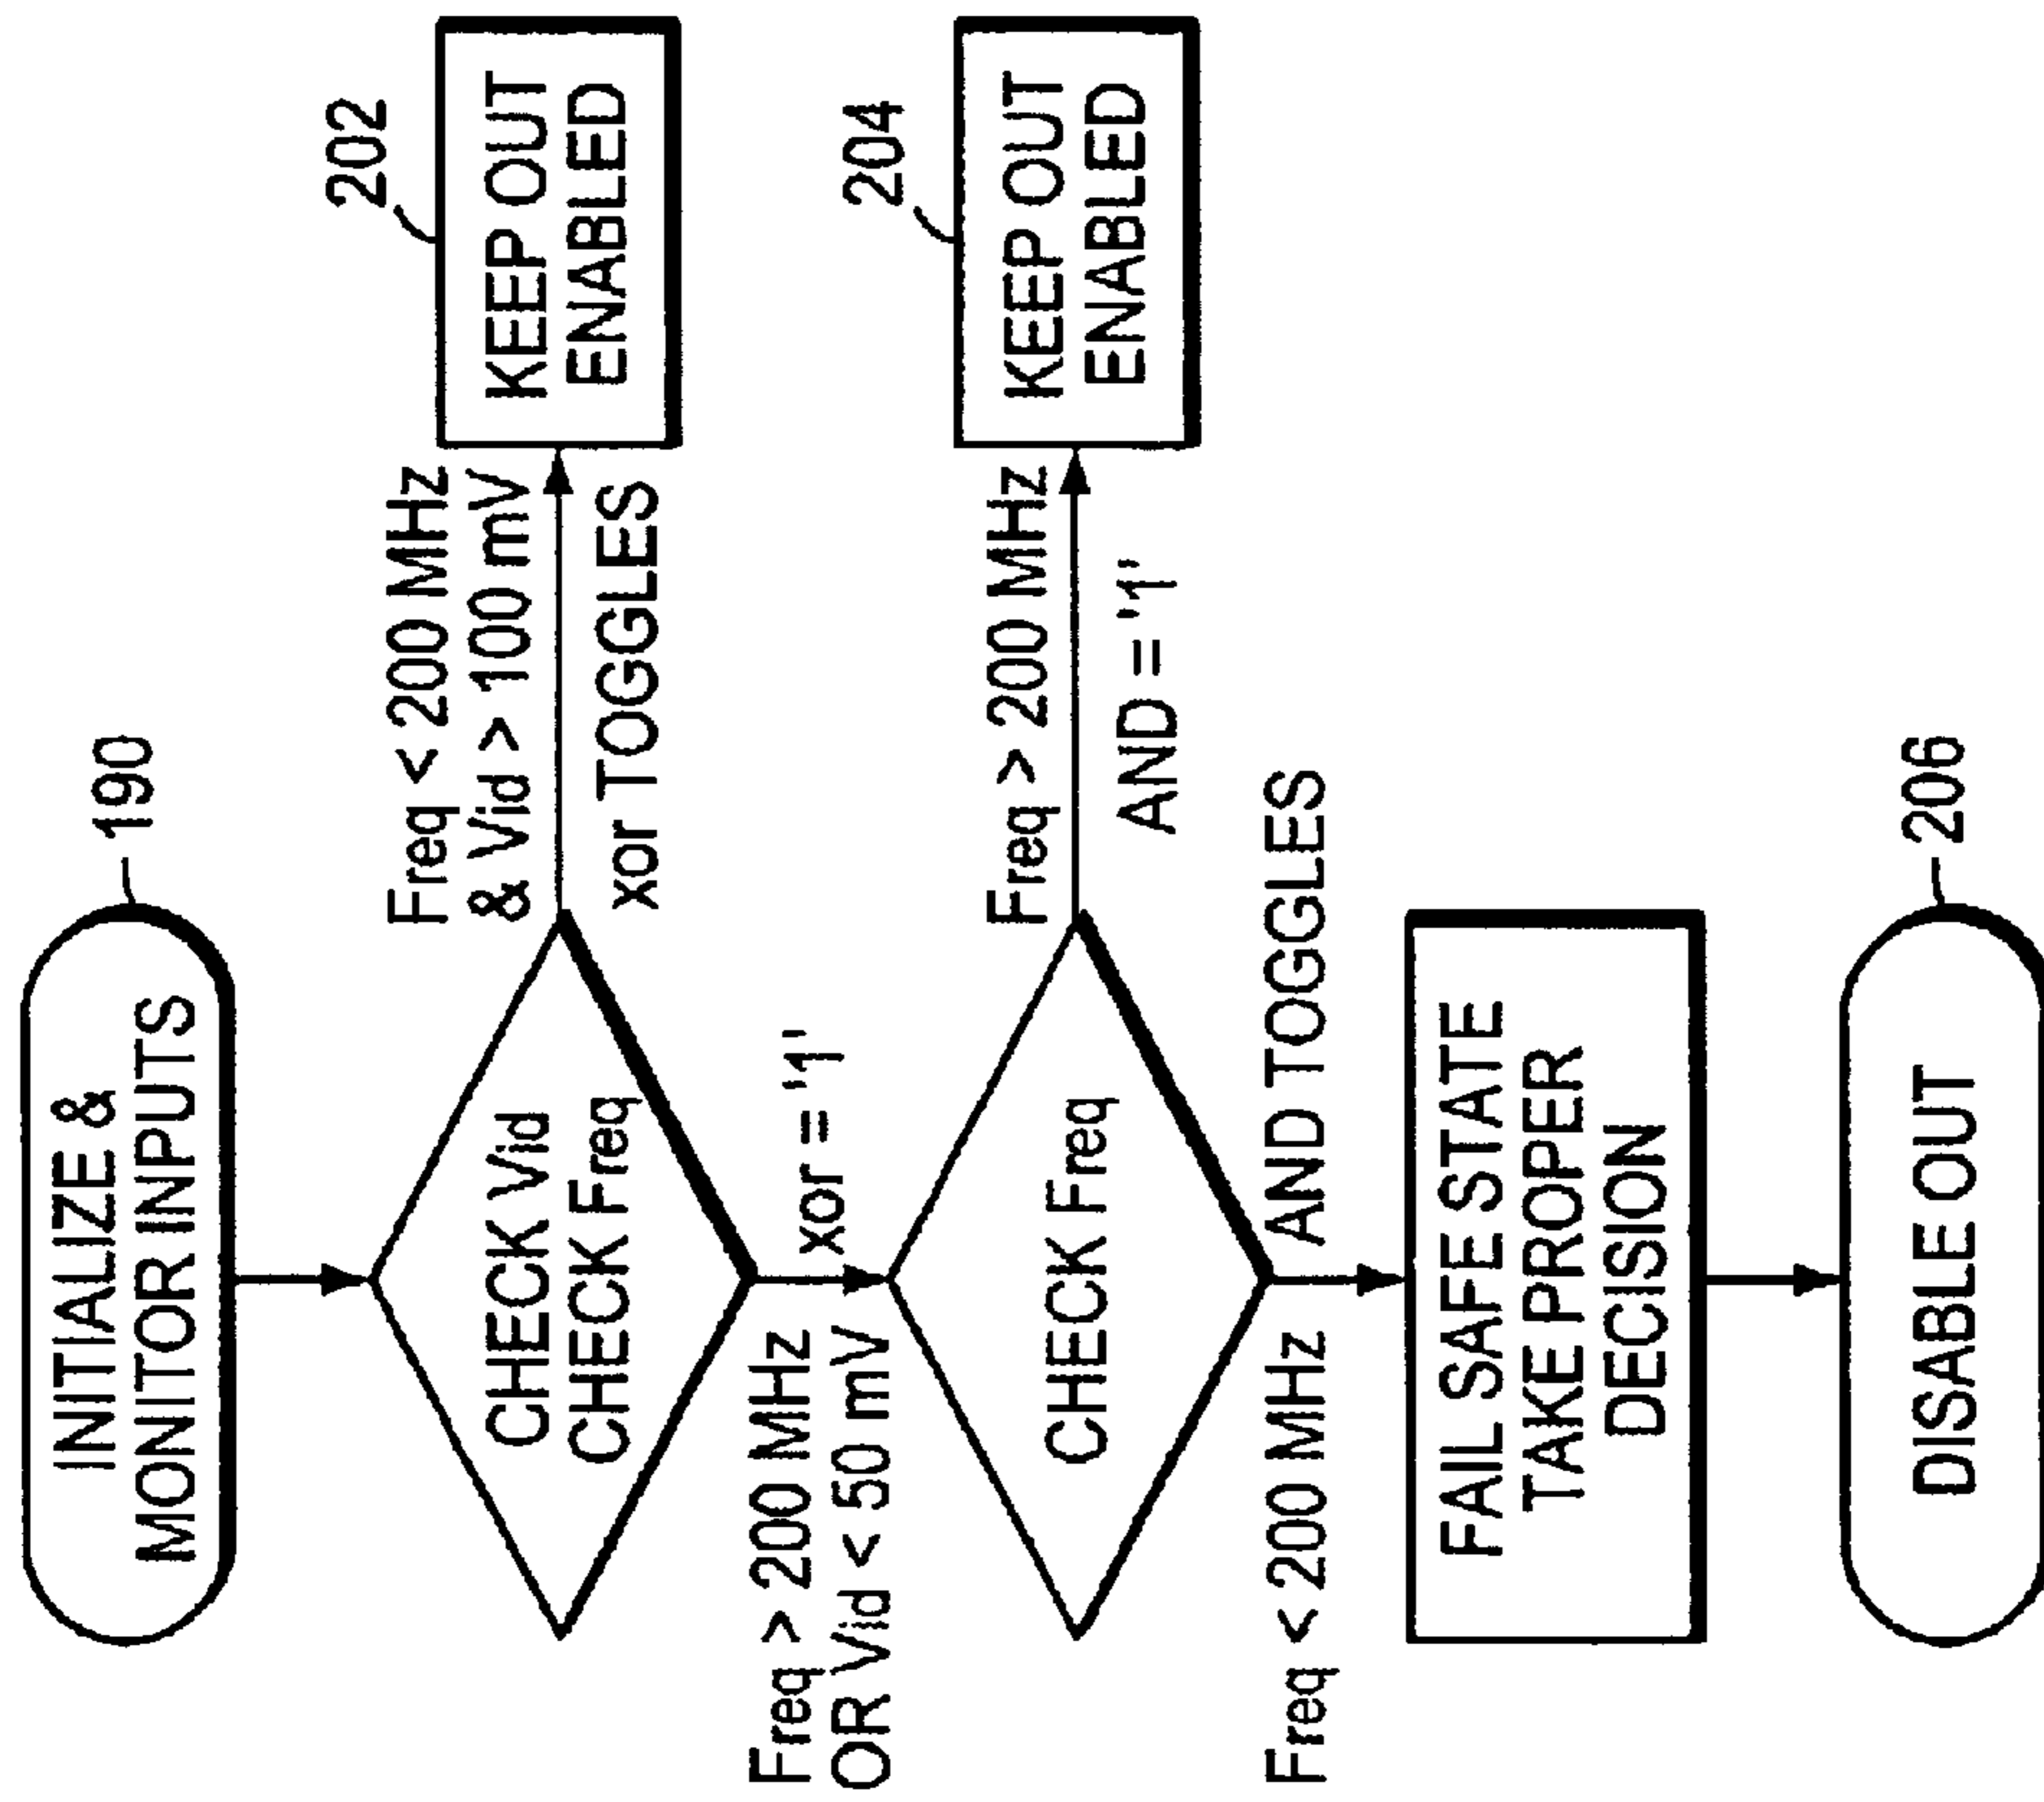 INITIALIZE &
MONITOR INPUTS
190
CHECK Vid
CHECK Freq
Freq < 200 MHz
& Vid > 100 mV
xor TOGGLES
202
KEEP OUT
ENABLED
Freq > 200 MHz
OR Vid < 50 mV
xor = '1'
CHECK Freq
Freq > 200 MHz
AND = '1'
204
KEEP OUT
ENABLED
Freq < 200 MHz
AND TOGGLES
FAIL SAFE STATE
TAKE PROPER
DECISION
DISABLE OUT
206